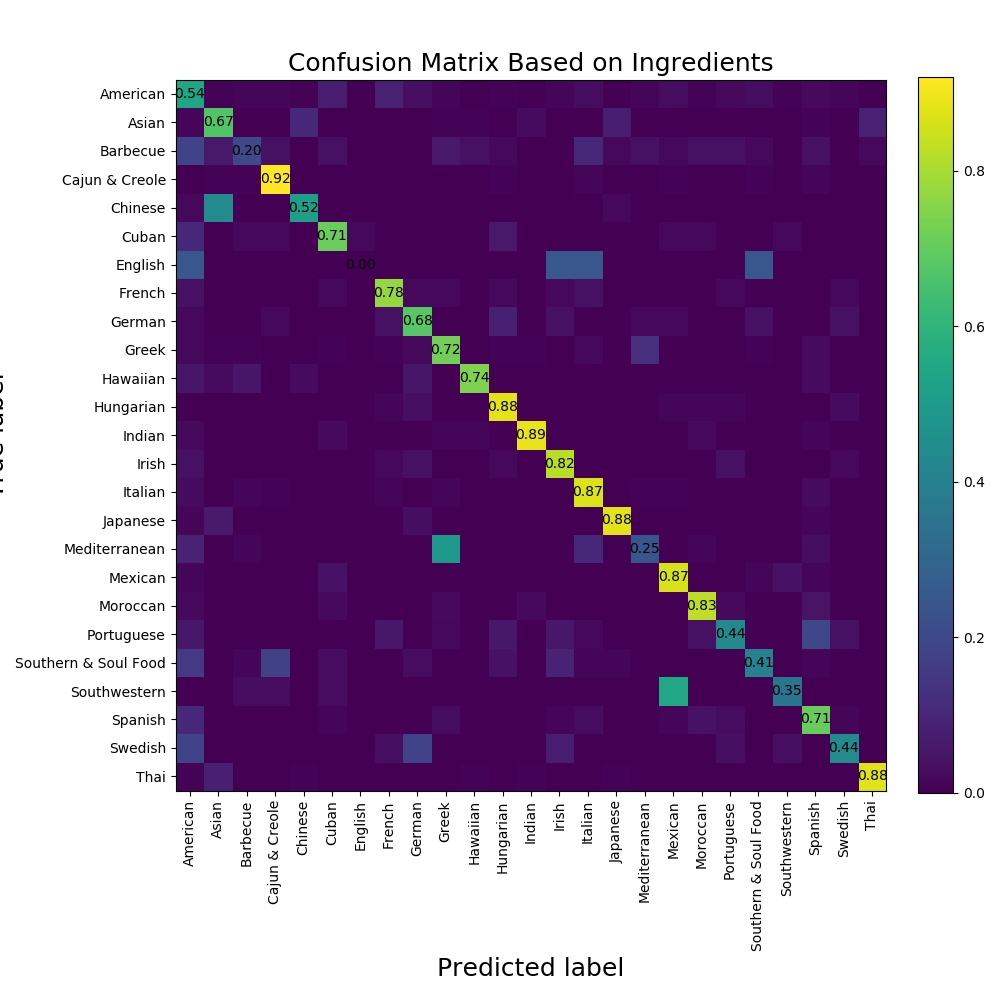 Confusion Matrix Based on Ingredients
American
Asian
Barbecue
Cajun & Creole
Chinese
Cuban
English
French
German
Greek
Hawaiian
Hungarian
Indian
Irish
Italian
Japanese
Mediterranean
Mexican
Moroccan
Portuguese
Southern & Soul Food
Southwestern
Spanish
Swedish
Thai
0.54
0.67
0.20
0.92
0.52
0.71
0.00
0.78
0.68
0.72
0.74
0.88
0.89
0.82
0.87
0.88
0.25
0.87
0.83
0.44
0.41
0.35
0.71
0.44
0.88
0.8
0.6
0.4
0.2
0.0
American
Asian
Barbecue
Cajun & Creole
Chinese
Cuban
English
French
German
Greek
Hawaiian
Hungarian
Indian
Irish
Italian
Japanese
Mediterranean
Mexican
Moroccan
Portuguese
Southern & Soul Food
Southwestern
Spanish
Swedish
Thai
Predicted label